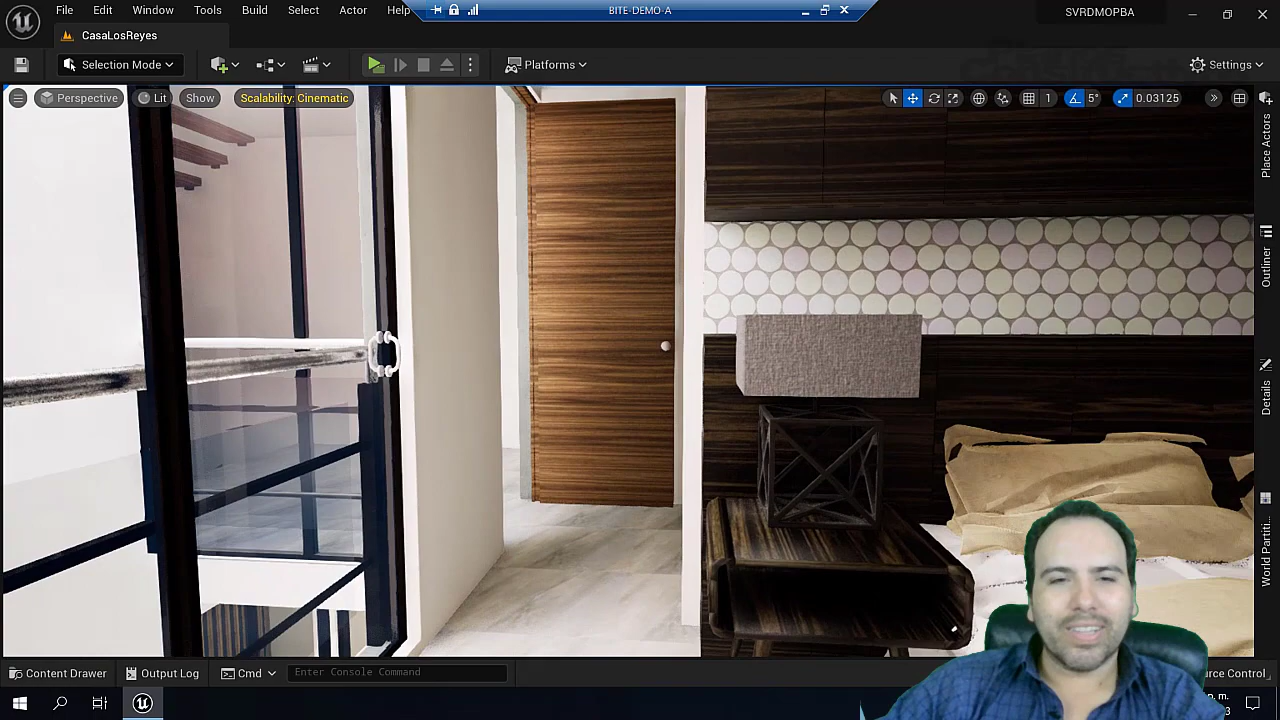 File Edit Window Tools Build Select Actor Help
BITE-DEMO-A
SVRDMOPBA
CasaLosReyes
Selection Mode
Platforms
Settings
Perspective
Lit
Show
Scalability: Cinematic
1
5°
0.03125
Place Actors
Outliner
Details
World Partiti...
Content Drawer
Output Log
Cmd
Enter Console Command
Control